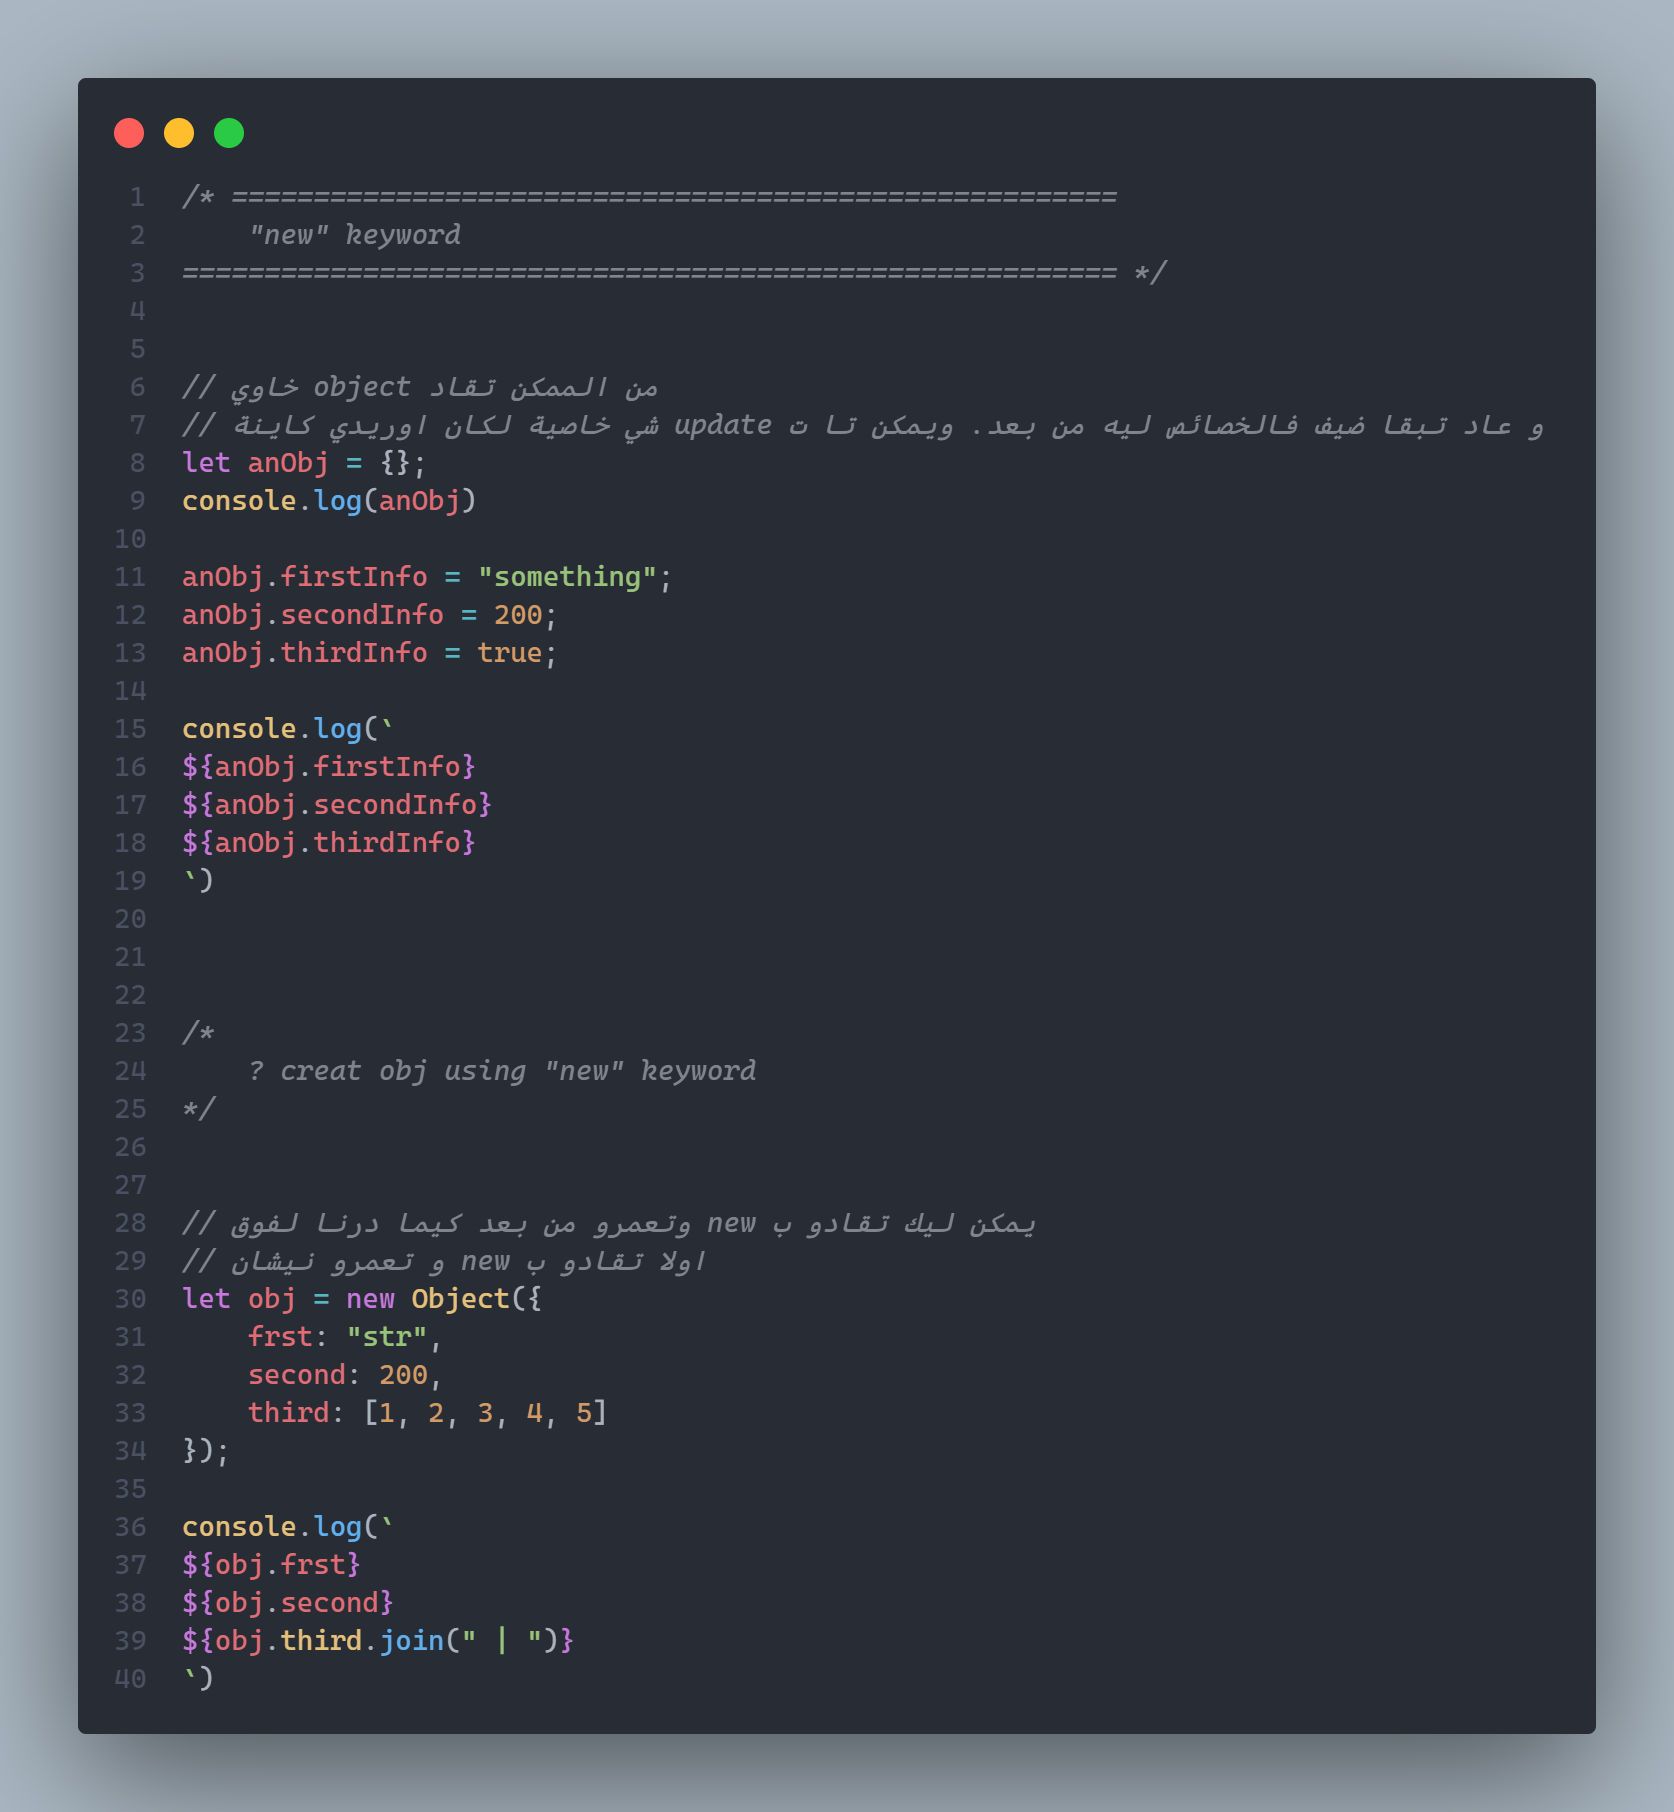 1 /* ======================================================
2 "new" keyword
3 ========================================================= */
4
5
6 // من الممكن تقاد object خاوي
7 // و عاد تبقا ضيف فالخصائص ليه من بعد. ويمكن تا ت update شي خاصية لكان اوريدي كاينة
8 let anObj = {};
9 console.log(anObj)
10
11 anObj.firstInfo = "something";
12 anObj.secondInfo = 200;
13 anObj.thirdInfo = true;
14
15 console.log(`
16 ${anObj.firstInfo}
17 ${anObj.secondInfo}
18 ${anObj.thirdInfo}
19 `)
20
21
22
23 /*
24 ? creat obj using "new" keyword
25 */
26
27
28 // يمكن ليك تقادو ب new وتعمرو من بعد كيما درنا لفوق
29 // اولا تقادو ب new و تعمرو نيشان
30 let obj = new Object({
31 frst: "str",
32 second: 200,
33 third: [1, 2, 3, 4, 5]
34 });
35
36 console.log(`
37 ${obj.frst}
38 ${obj.second}
39 ${obj.third.join(" | ")}
40 `)